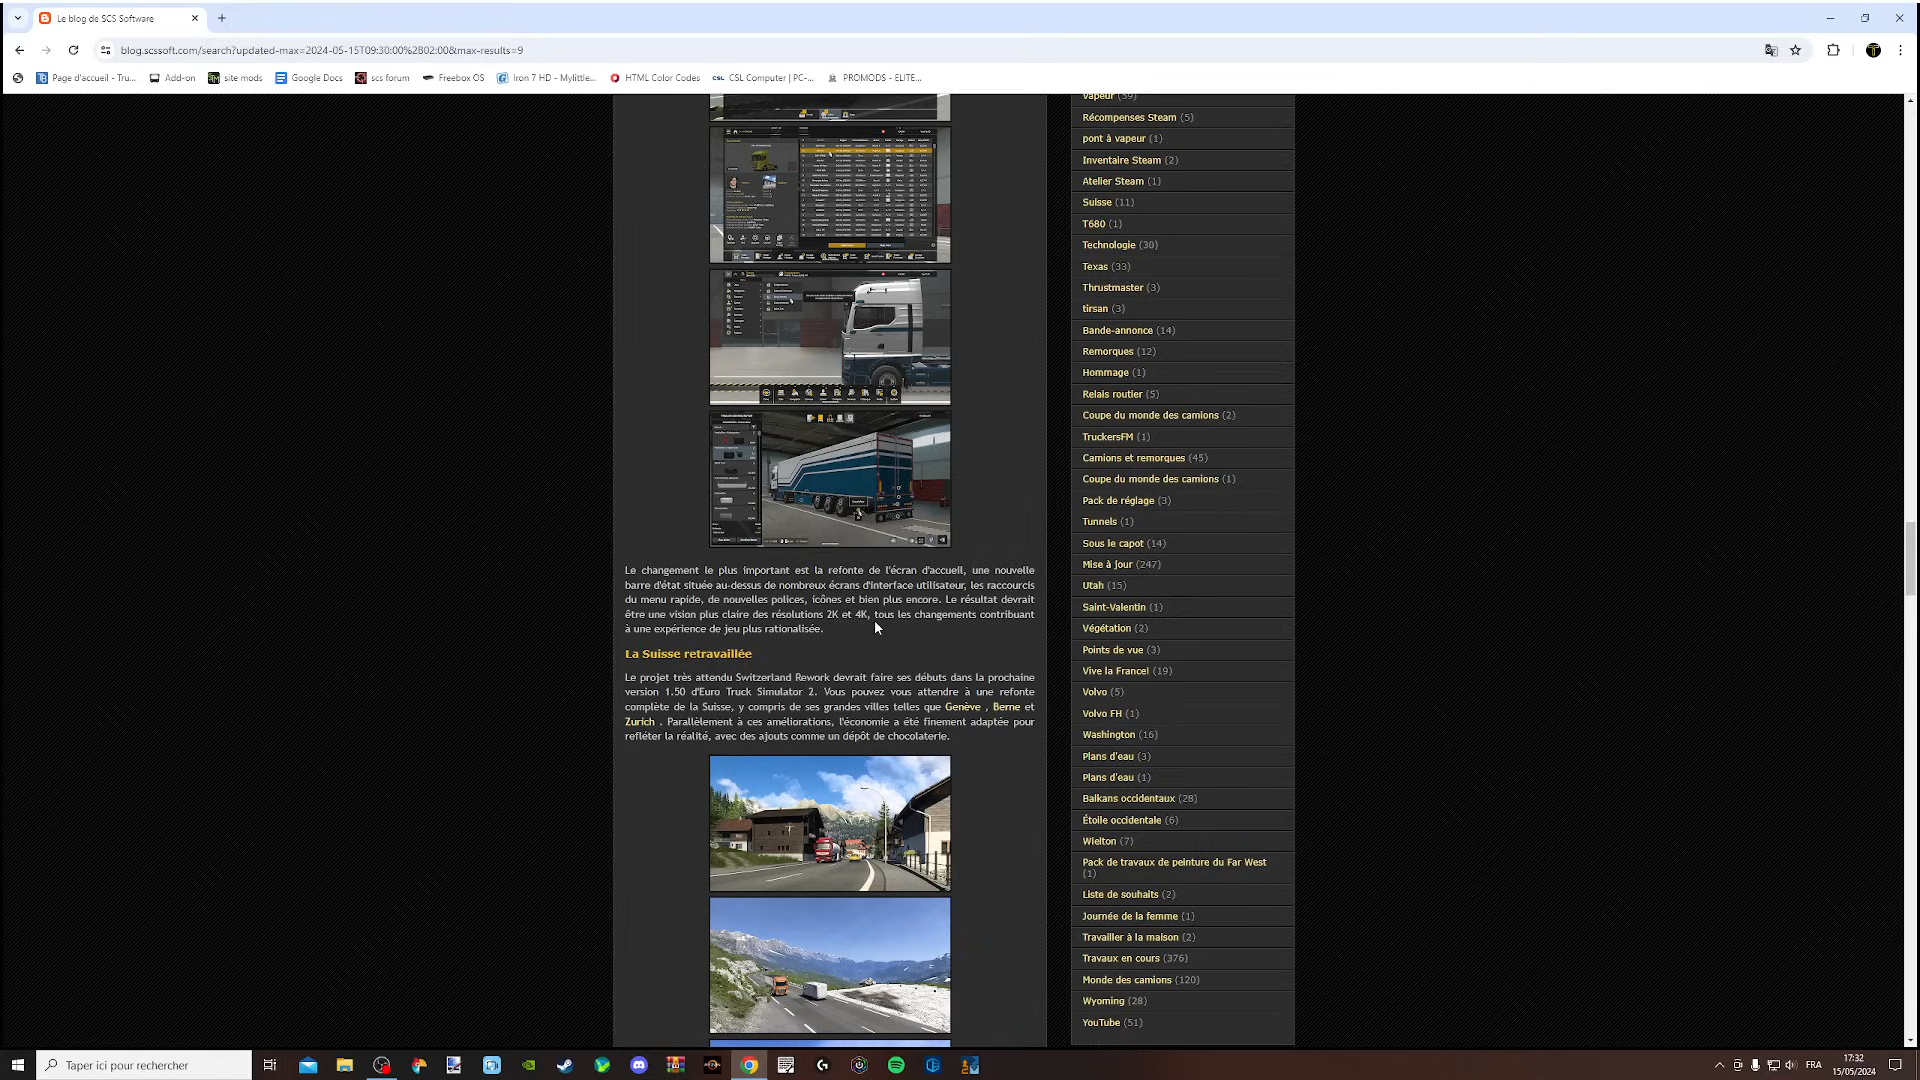 Le blog de SCS Software
blog.scssoft.com/search?updated-max=2024-05-15T09:30:00%2B02:00&max-results=9
Page d'accueil - Tru...
Add-on
site mods
Google Docs
scs forum
Freebox OS
Iron 7 HD - Mylittle...
HTML Color Codes
CSL Computer | PC-...
PROMODS - ELITE...
Le changement le plus important est la refonte de l'écran d'accueil, une nouvelle
barre d'état située au-dessus de nombreux écrans d'interface utilisateur, les raccourcis
du menu rapide, de nouvelles polices, icônes et bien plus encore. Le résultat devrait
être une vision plus claire des résolutions 2K et 4K, tous les changements contribuant
à une expérience de jeu plus rationalisée.
La Suisse retravaillée
Le projet très attendu Switzerland Rework devrait faire ses débuts dans la prochaine
version 1.50 d'Euro Truck Simulator 2. Vous pouvez vous attendre à une refonte
complète de la Suisse, y compris de ses grandes villes telles que Genève , Berne et
Zurich . Parallèlement à ces améliorations, l'économie a été finement adaptée pour
refléter la réalité, avec des ajouts comme un dépôt de chocolaterie.
Vapeur (59)
Récompenses Steam (5)
pont à vapeur (1)
Inventaire Steam (2)
Atelier Steam (1)
Suisse (11)
T680 (1)
Technologie (30)
Texas (33)
Thrustmaster (3)
tirsan (3)
Bande-annonce (14)
Remorques (12)
Hommage (1)
Relais routier (5)
Coupe du monde des camions (2)
TruckersFM (1)
Camions et remorques (45)
Coupe du monde des camions (1)
Pack de réglage (3)
Tunnels (1)
Sous le capot (14)
Mise à jour (247)
Utah (15)
Saint-Valentin (1)
Végétation (2)
Points de vue (3)
Vive la France! (19)
Volvo (5)
Volvo FH (1)
Washington (16)
Plans d'eau (3)
Plans d'eau (1)
Balkans occidentaux (28)
Étoile occidentale (6)
Wielton (7)
Pack de travaux de peinture du Far West
(1)
Liste de souhaits (2)
Journée de la femme (1)
Travailler à la maison (2)
Travaux en cours (376)
Monde des camions (120)
Wyoming (28)
YouTube (51)
Taper ici pour rechercher
FRA
17:32
15/05/2024